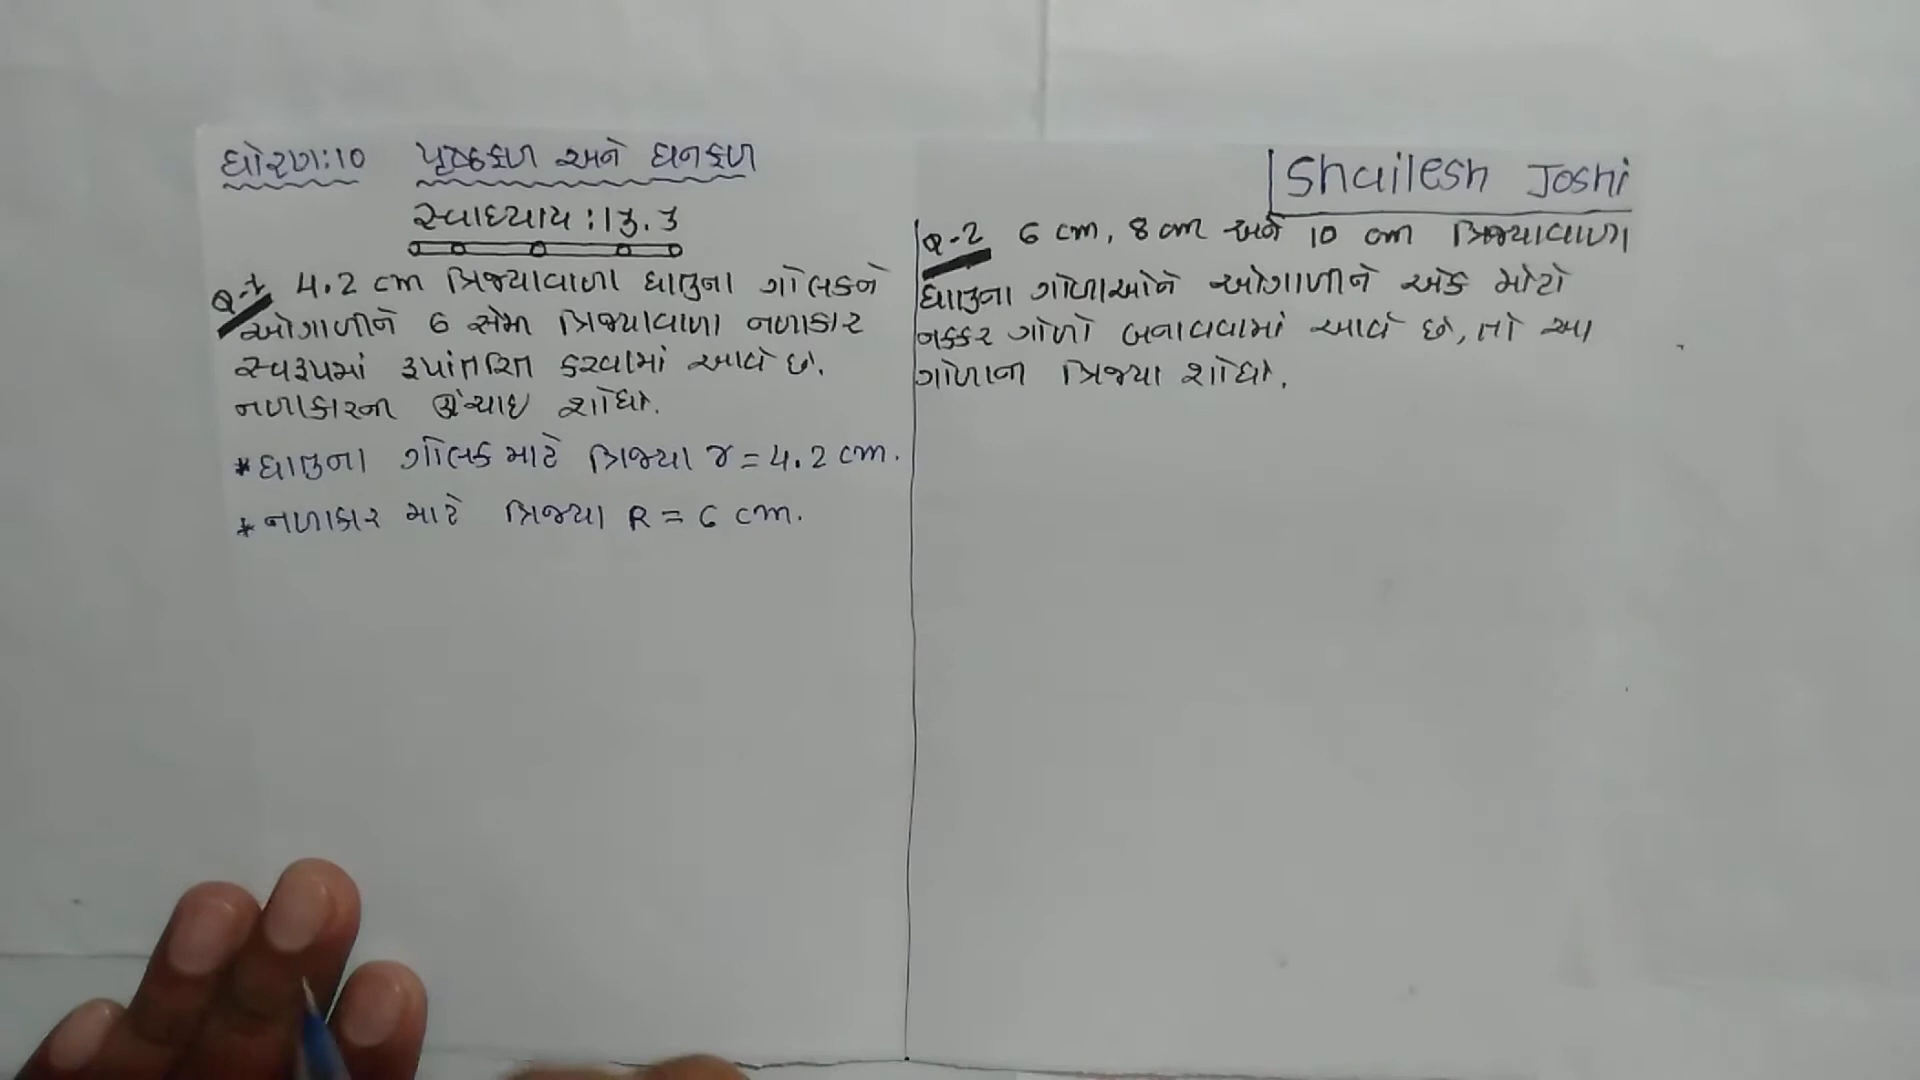 ધોરણ:10 પૃષ્ઠફળ અને ઘનફળ
સ્વાધ્યાય:13.3
Q-1 4.2 cm ત્રિજ્યાવાળા ધાતુના ગોલકને
ઓગાળીને 6 સેમી ત્રિજ્યાવાળા નળાકાર
સ્વરૂપમાં રૂપાંતરિત કરવામાં આવે છે.
નળાકારની ઊંચાઇ શોધો.
*ધાતુના ગોલક માટે ત્રિજ્યા r = 4.2 cm.
*નળાકાર માટે ત્રિજ્યા R = 6 cm.
Shailesh Joshi
Q-2 6 cm, 8 cm અને 10 cm ત્રિજ્યાવાળા
ધાતુના ગોળાઓને ઓગાળીને એક મોટો
નક્કર ગોળો બનાવવામાં આવે છે, તો આ
ગોળાની ત્રિજ્યા શોધો.